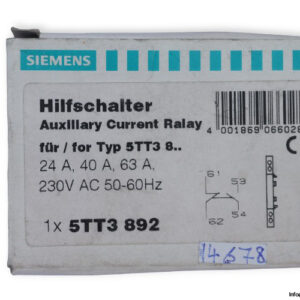 SIEMENS
Hilfschalter
Auxillary Current Ralay
für / for Typ 5TT3 8..
24 A, 40 A, 63 A,
230V AC 50-60Hz
1x 5TT3 892
4 001869 06602
61
53
62
54
14678